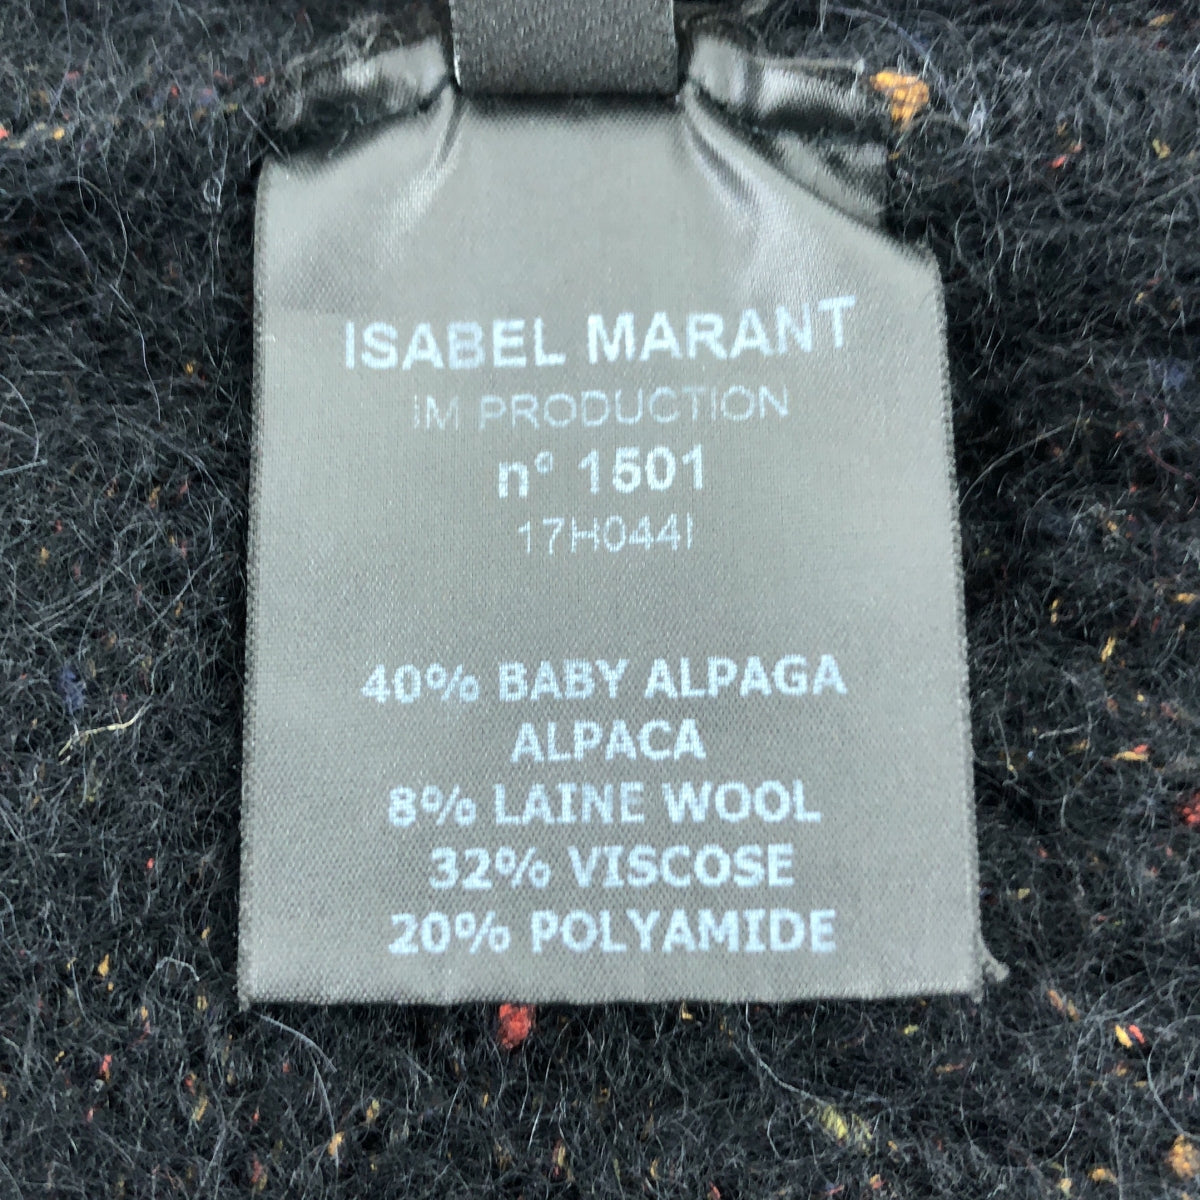 ISABEL MARANT
IM PRODUCTION
n° 1501
17H044I
40% BABY ALPAGA
ALPACA
8% LAINE WOOL
32% VISCOSE
20% POLYAMIDE